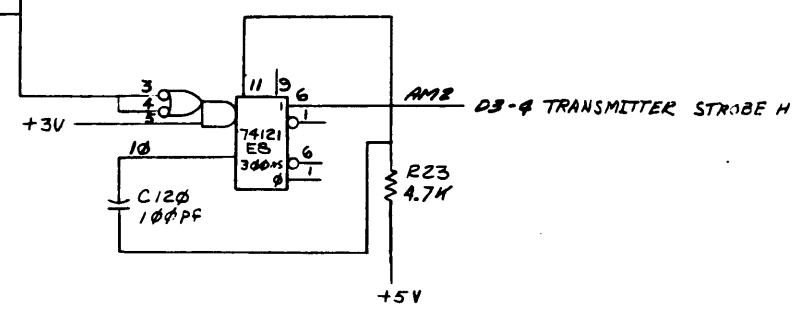 11
9
3
4
5
6
1
AM2
D3-4 TRANSMITTER STROBE H
+3V
1
74121
E8
300NS
10
6
0
1
C120
100PF
R23
4.7K
+5V